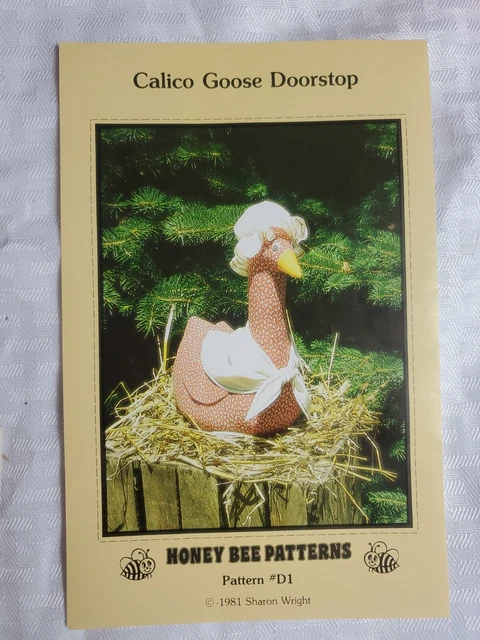 Calico Goose Doorstop
HONEY BEE PATTERNS
Pattern #D1
©-1981 Sharon Wright